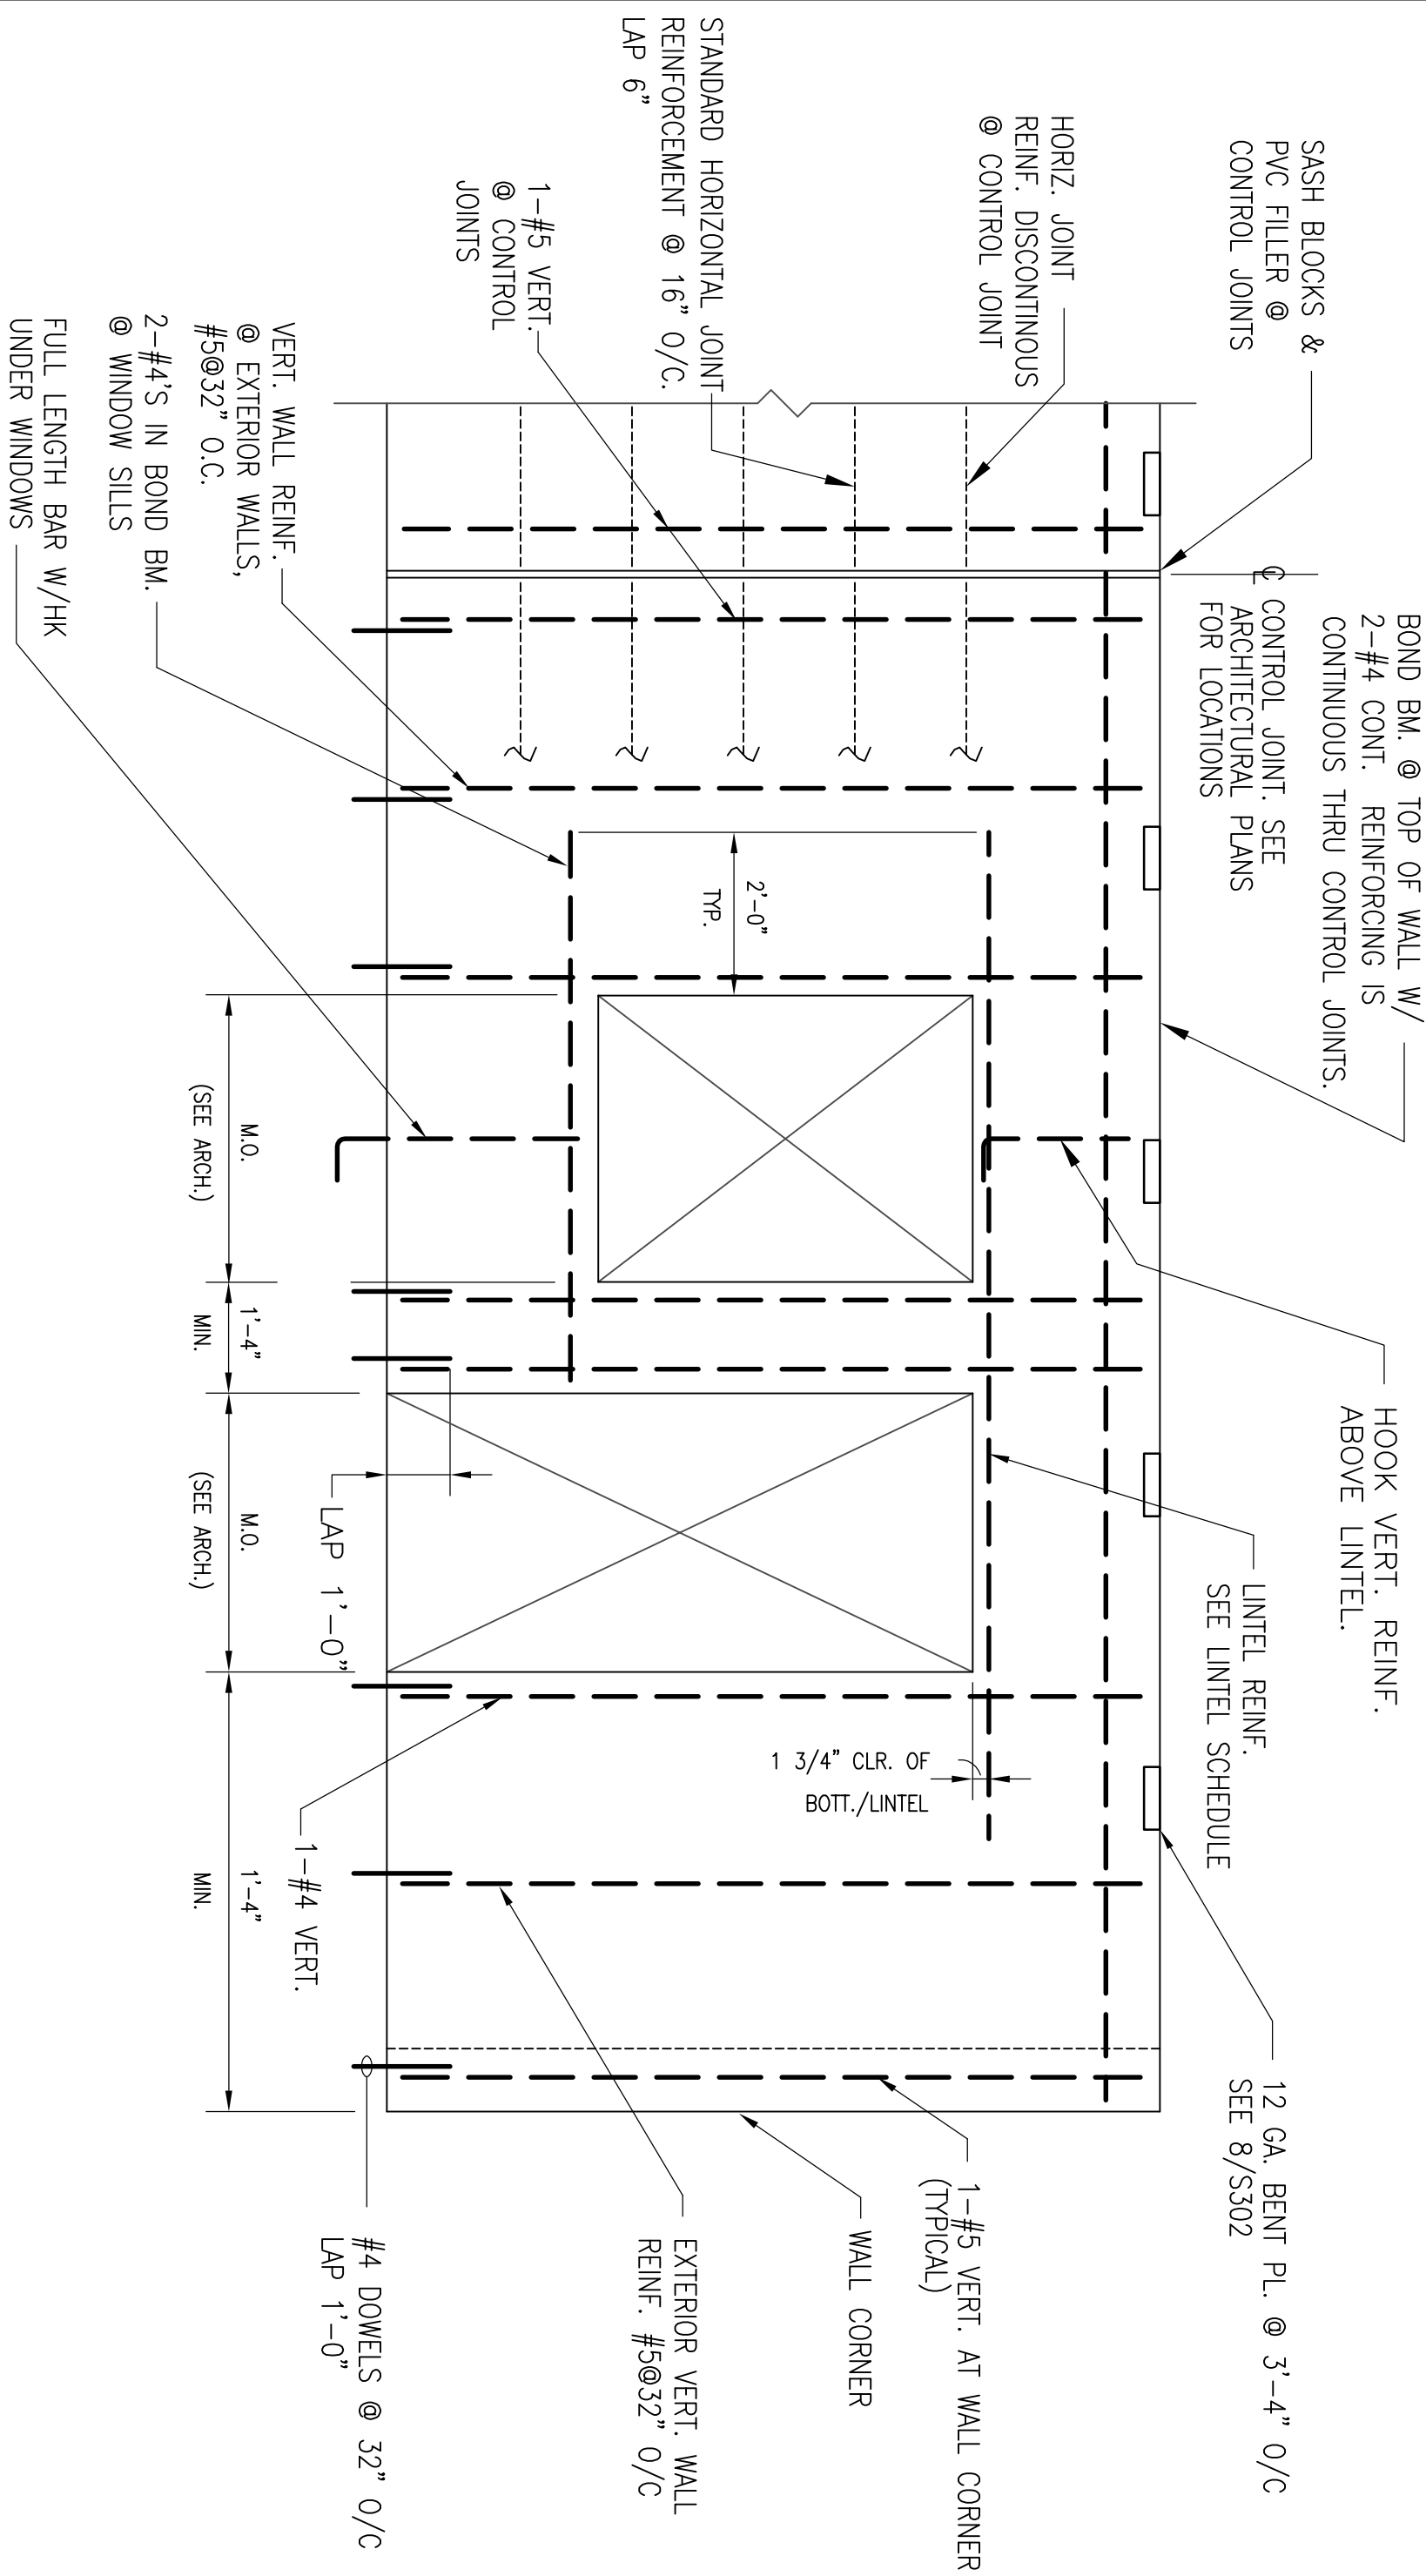 BOND BM. @ TOP OF WALL W/
2-#4 CONT. REINFORCING IS
CONTINUOUS THRU CONTROL JOINTS.
HOOK VERT. REINF.
ABOVE LINTEL.
SASH BLOCKS &
PVC FILLER @
CONTROL JOINTS
℄ CONTROL JOINT. SEE
ARCHITECTURAL PLANS
FOR LOCATIONS
LINTEL REINF.
SEE LINTEL SCHEDULE
12 GA. BENT PL. @ 3'-4" O/C
SEE 8/S302
HORIZ. JOINT
REINF. DISCONTINOUS
@ CONTROL JOINT
1-#5 VERT. AT WALL CORNER
(TYPICAL)
STANDARD HORIZONTAL JOINT
REINFORCEMENT @ 16" O/C.
LAP 6"
2'-0"
TYP.
1 3/4" CLR. OF
BOTT./LINTEL
WALL CORNER
1-#5 VERT.
@ CONTROL
JOINTS
EXTERIOR VERT. WALL
REINF. #5@32" O/C
VERT. WALL REINF.
@ EXTERIOR WALLS,
#5@32" O.C.
LAP 1'-0"
1-#4 VERT.
#4 DOWELS @ 32" O/C
LAP 1'-0"
2-#4'S IN BOND BM.
@ WINDOW SILLS
M.O.
(SEE ARCH.)
1'-4"
MIN.
M.O.
(SEE ARCH.)
1'-4"
MIN.
FULL LENGTH BAR W/HK
UNDER WINDOWS